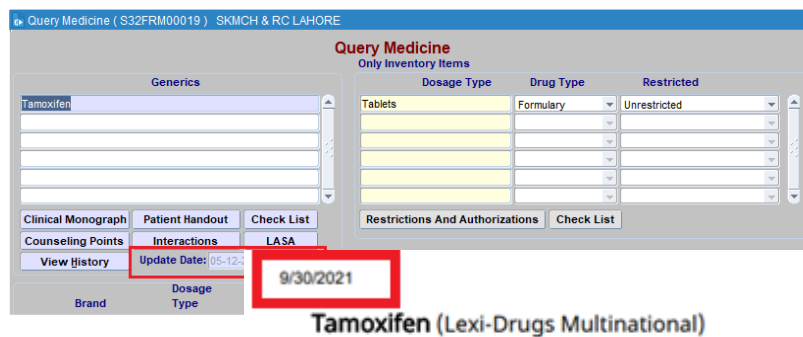 Query Medicine ( S32FRM00019 ) SKMCH & RC LAHORE
Query Medicine
Only Inventory Items
Generics
Dosage Type Drug Type Restricted
Tamoxifen
Tablets Formulary Unrestricted
Clinical Monograph Patient Handout Check List
Restrictions And Authorizations Check List
Counseling Points Interactions LASA
View History Update Date: 05-12-
9/30/2021
Brand Dosage Type
Tamoxifen (Lexi-Drugs Multinational)